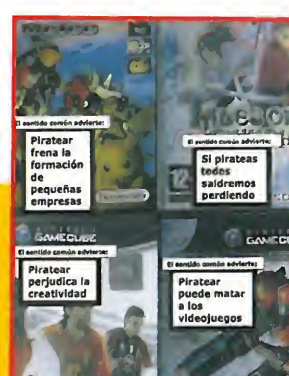 El sentido común advierte:
Piratear
frena la
formación
de
pequeñas
empresas
El sentido común advierte:
Si pirateas
todos
saldremos
perdiendo
12
GAMECUBE
El sentido común advierte:
Piratear
perjudica la
creatividad
GAMECU
El sentido común advierte:
Piratear
puede matar
a los
videojuegos